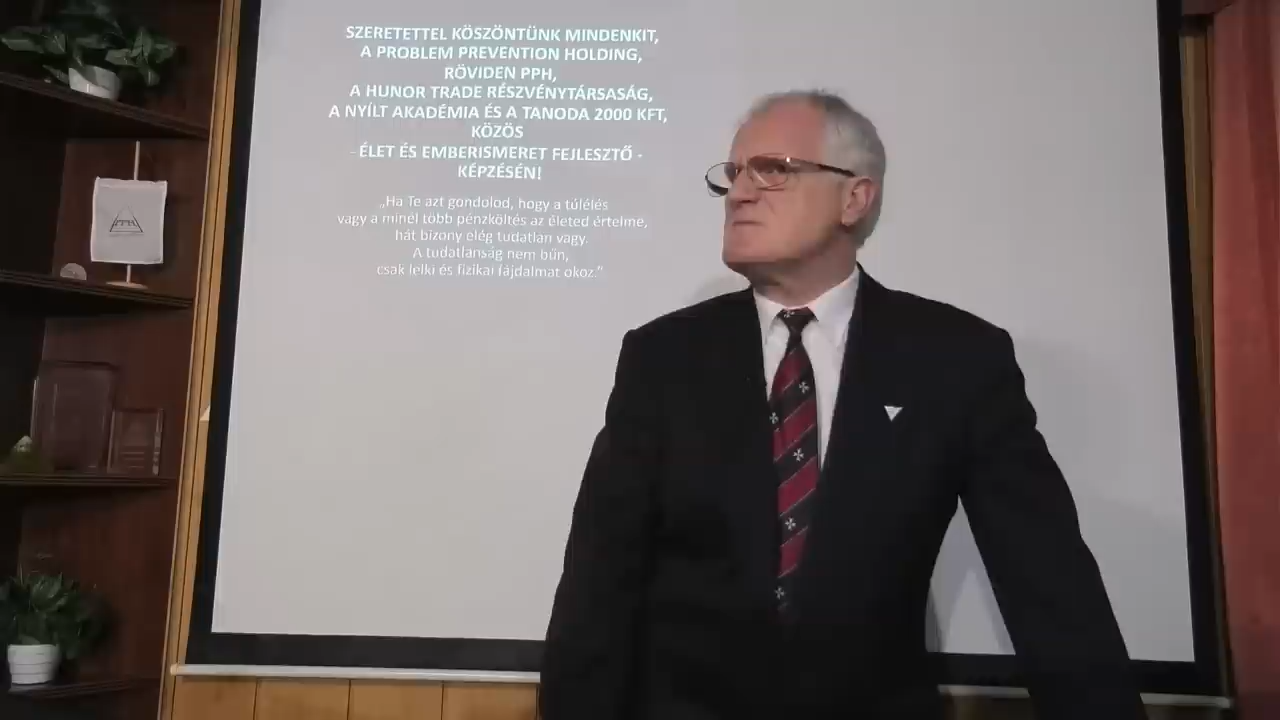 SZERETETTEL KÖSZÖNTÜNK MINDENKIT,
A PROBLEM PREVENTION HOLDING,
RÖVIDEN PPH,
A HUNOR TRADE RÉSZVÉNYTÁRSASÁG,
A NYÍLT AKADÉMIA ÉS A TANODA 2000 KFT,
KÖZÖS
- ÉLET ÉS EMBERISMERET FEJLESZTŐ -
KÉPZÉSÉN!
„Ha Te azt gondolod, hogy a túlélés
vagy a minél több pénzköltés az életed értelme,
hát bizony elég tudatlan vagy.
A tudatlanság nem bűn,
csak lelki és fizikai fájdalmat okoz.”